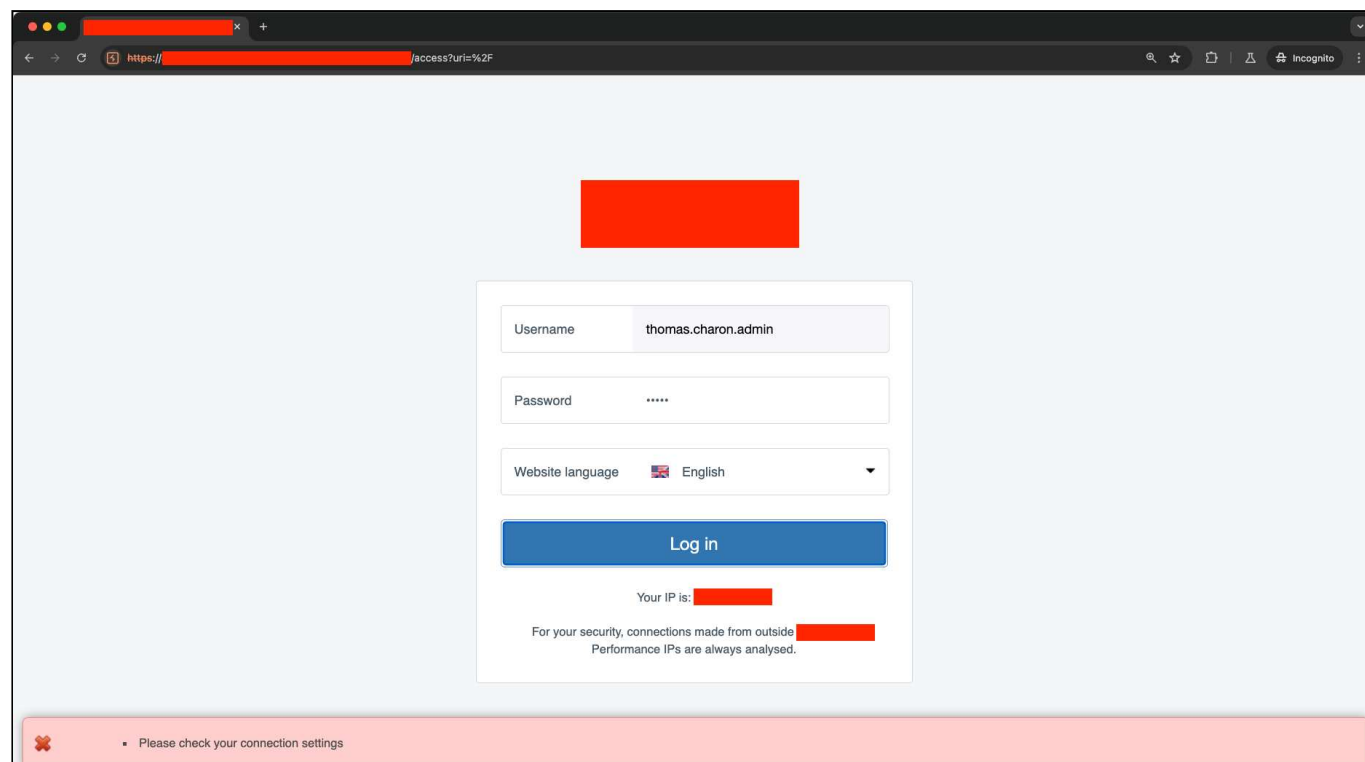 https://
/access?uri=%2F
Incognito
Username
thomas.charon.admin
Password
•••••
Website language
English
Log in
Your IP is:
For your security, connections made from outside
Performance IPs are always analysed.
Please check your connection settings